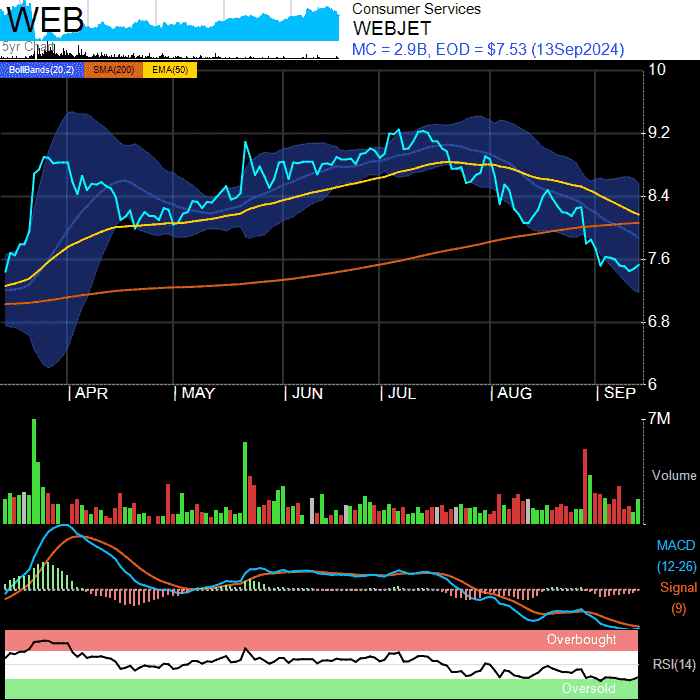 WEB
5yr Chart
Consumer Services
WEBJET
MC = 2.9B, EOD = $7.53 (13Sep2024)
BollBands(20,2) SMA(200) EMA(50)
10
9.2
8.4
7.6
6.8
6
| APR | MAY | JUN | JUL | AUG | SEP
7M
Volume
MACD
(12-26)
Signal
(9)
Overbought
RSI(14)
Oversold